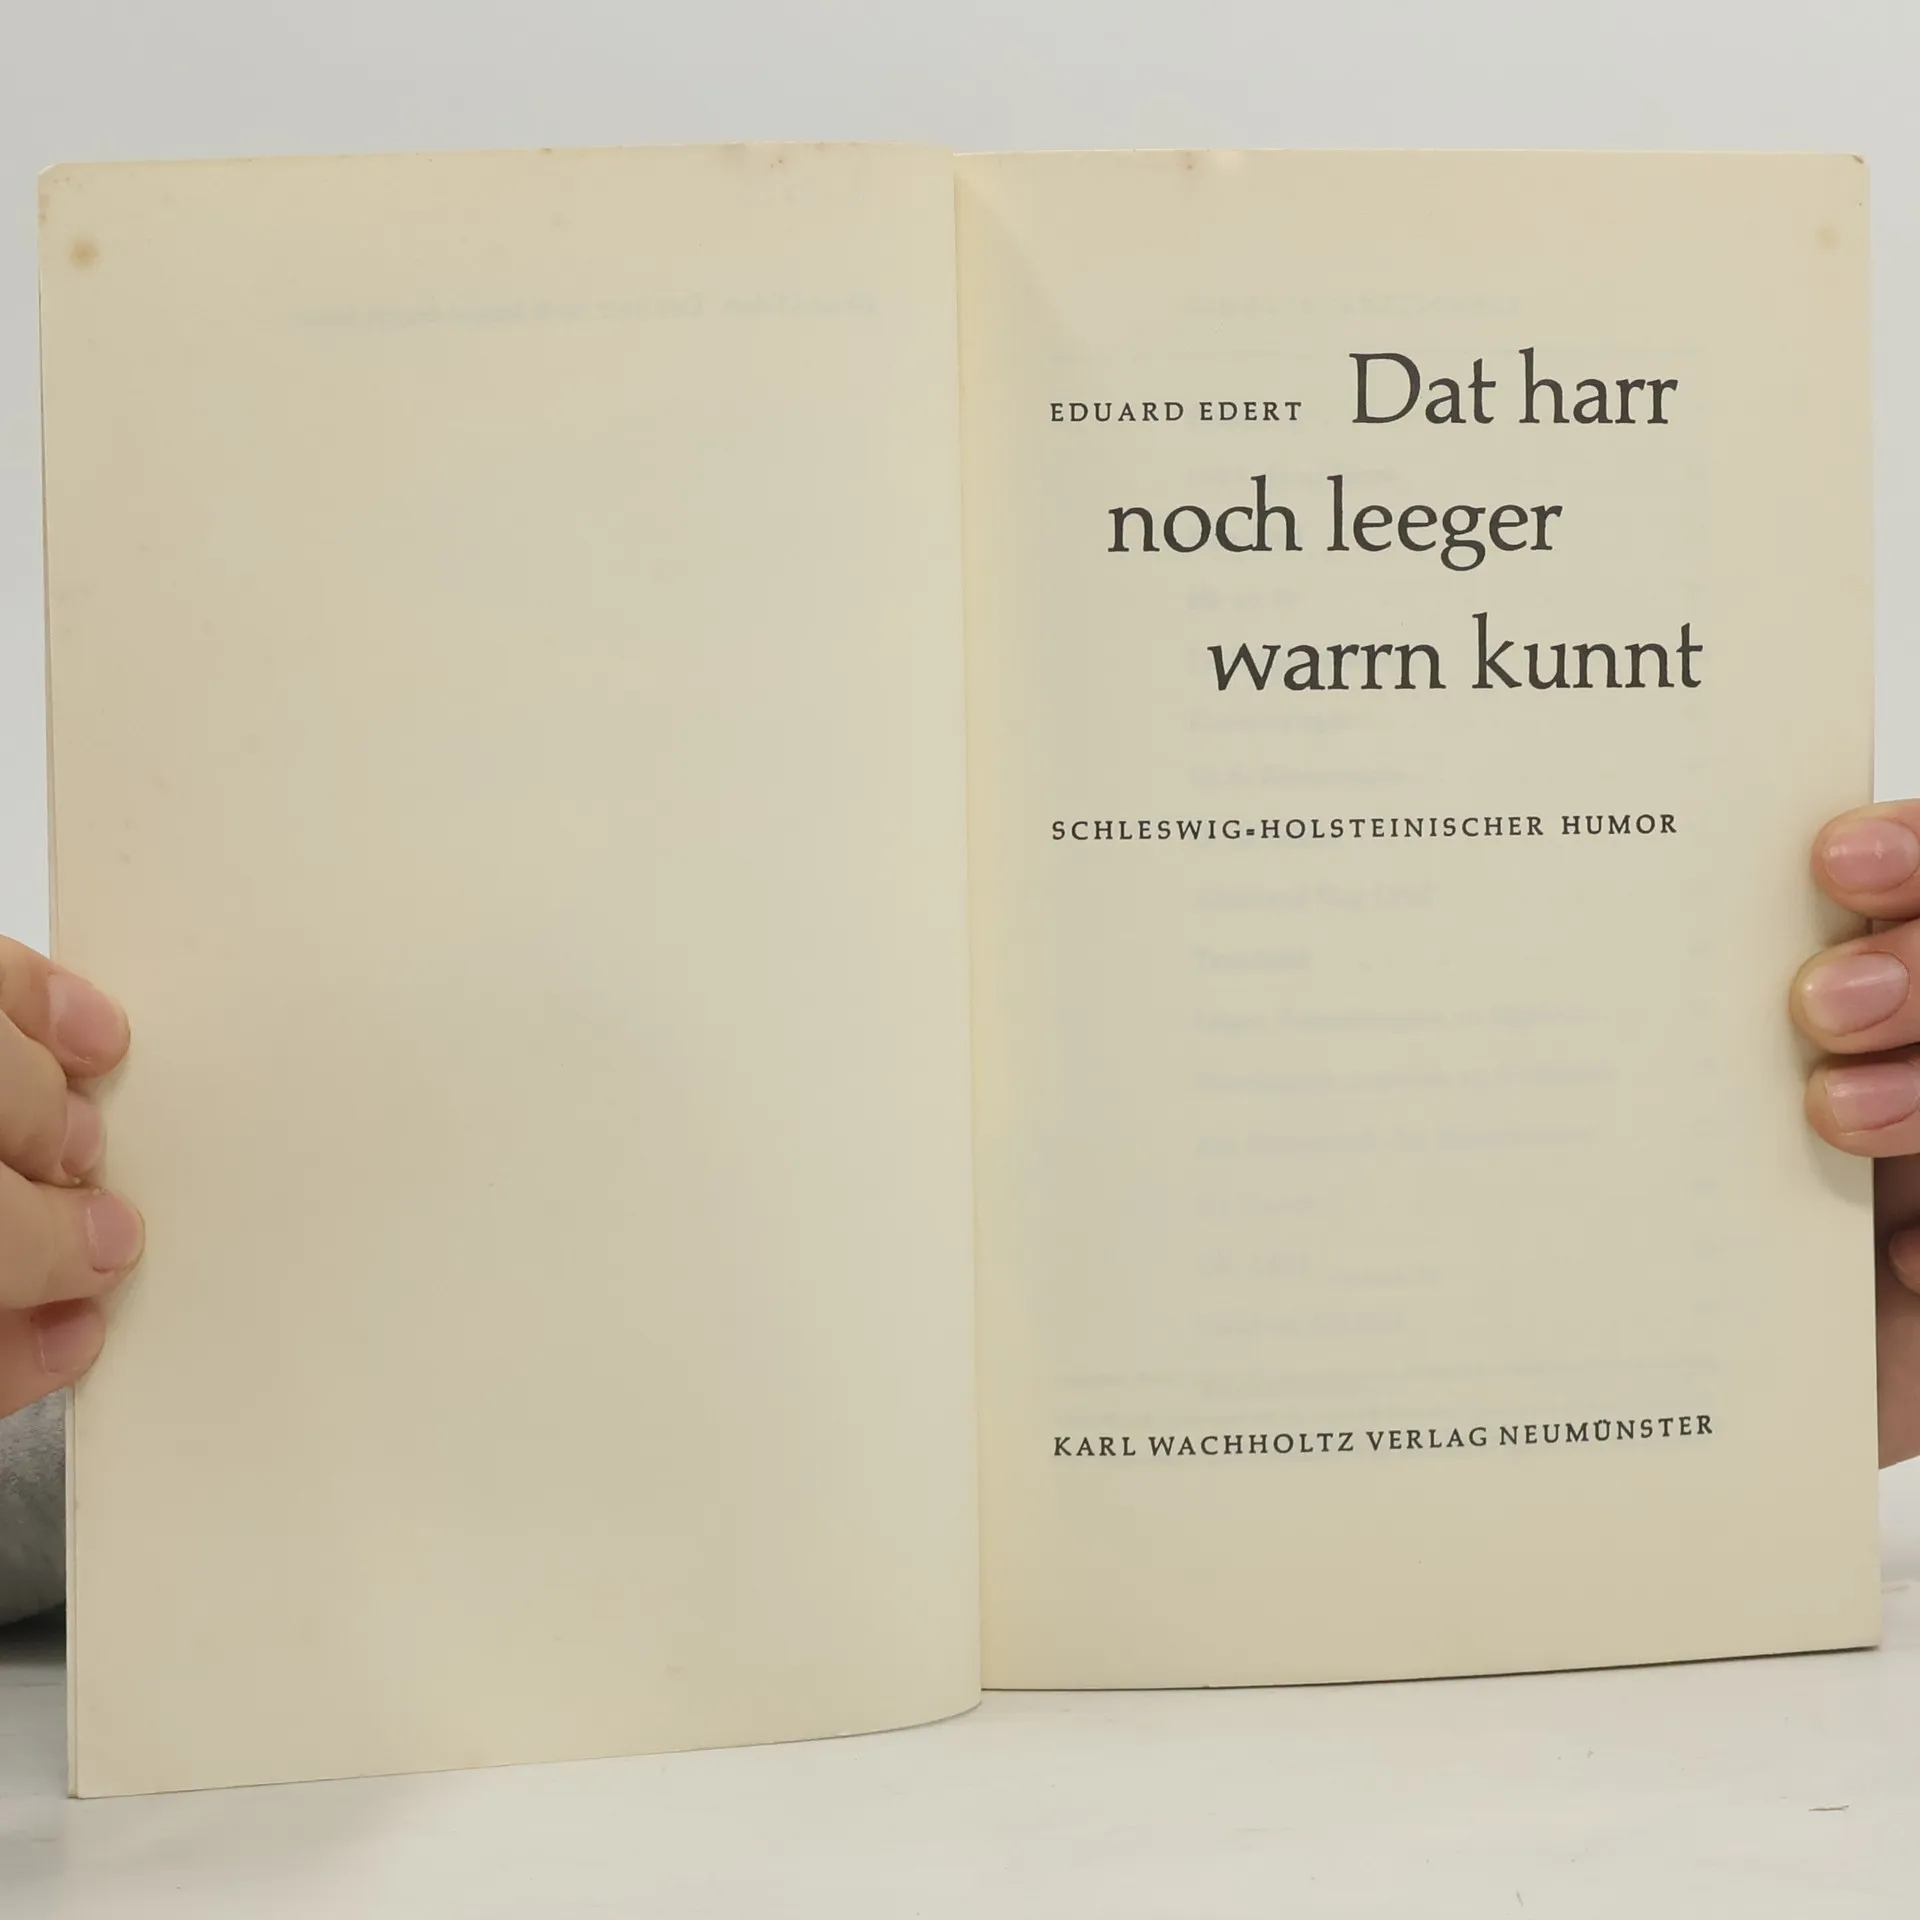 EDUARD EDERT Dat harr
noch leeger
warrn kunnt
SCHLESWIG=HOLSTEINISCHER HUMOR
KARL WACHHOLTZ VERLAG NEUMÜNSTER